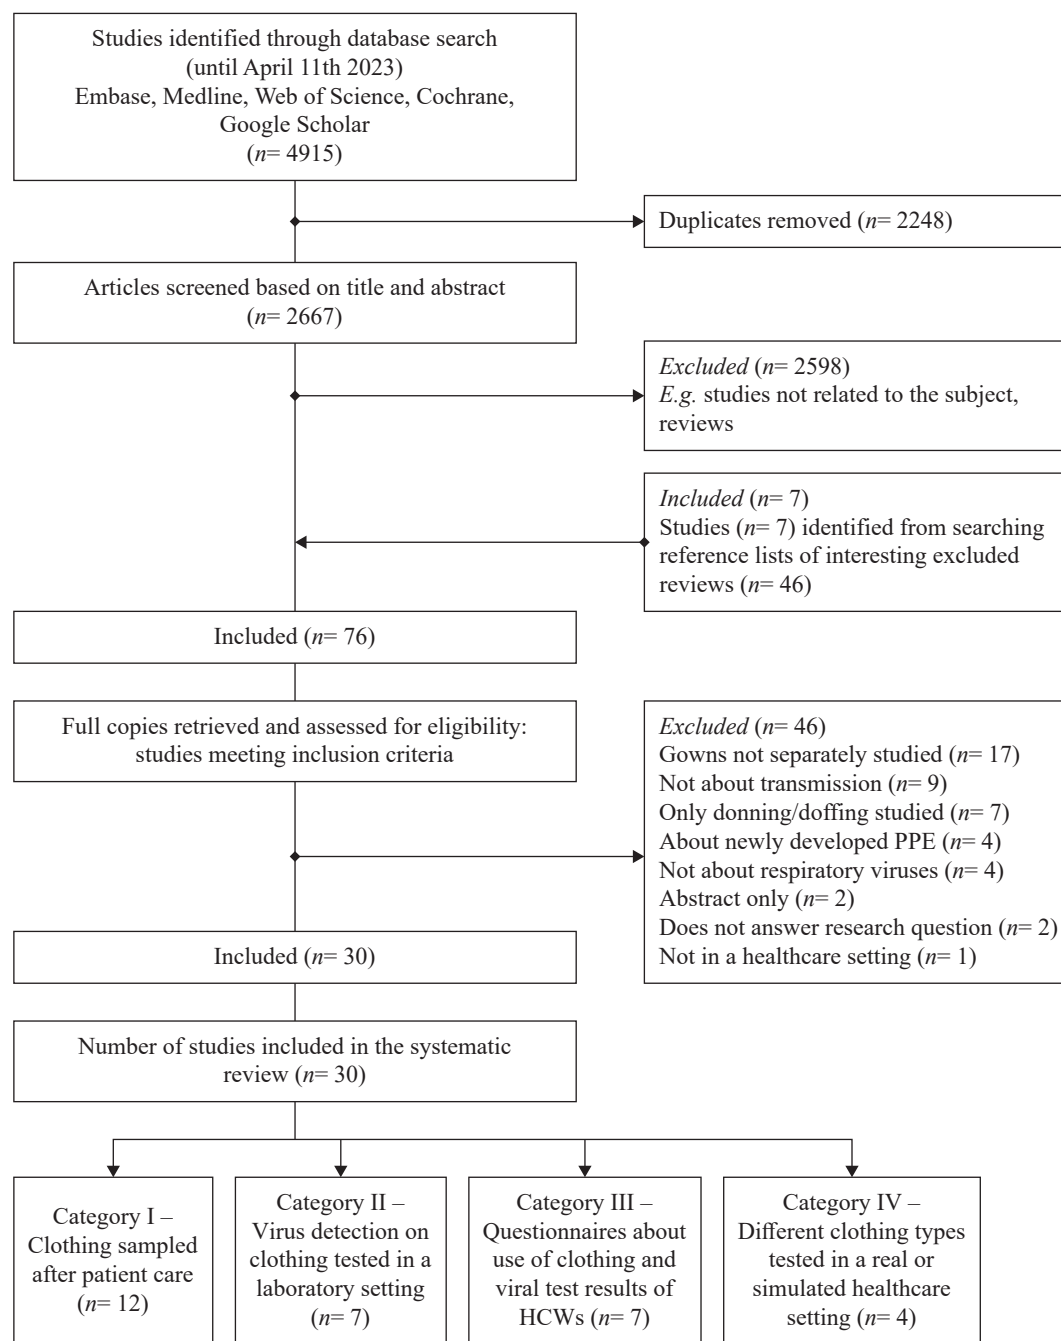 Studies identified through database search
(until April 11th 2023)
Embase, Medline, Web of Science, Cochrane,
Google Scholar
(n= 4915)
Duplicates removed (n= 2248)
Articles screened based on title and abstract
(n= 2667)
Excluded (n= 2598)
E.g. studies not related to the subject,
reviews
Included (n= 7)
Studies (n= 7) identified from searching
reference lists of interesting excluded
reviews (n= 46)
Included (n= 76)
Full copies retrieved and assessed for eligibility:
studies meeting inclusion criteria
Excluded (n= 46)
Gowns not separately studied (n= 17)
Not about transmission (n= 9)
Only donning/doffing studied (n= 7)
About newly developed PPE (n= 4)
Not about respiratory viruses (n= 4)
Abstract only (n= 2)
Does not answer research question (n= 2)
Not in a healthcare setting (n= 1)
Included (n= 30)
Number of studies included in the systematic
review (n= 30)
Category I –
Clothing sampled
after patient care
(n= 12)
Category II –
Virus detection on
clothing tested in a
laboratory setting
(n= 7)
Category III –
Questionnaires about
use of clothing and
viral test results of
HCWs (n= 7)
Category IV –
Different clothing types
tested in a real or
simulated healthcare
setting (n= 4)